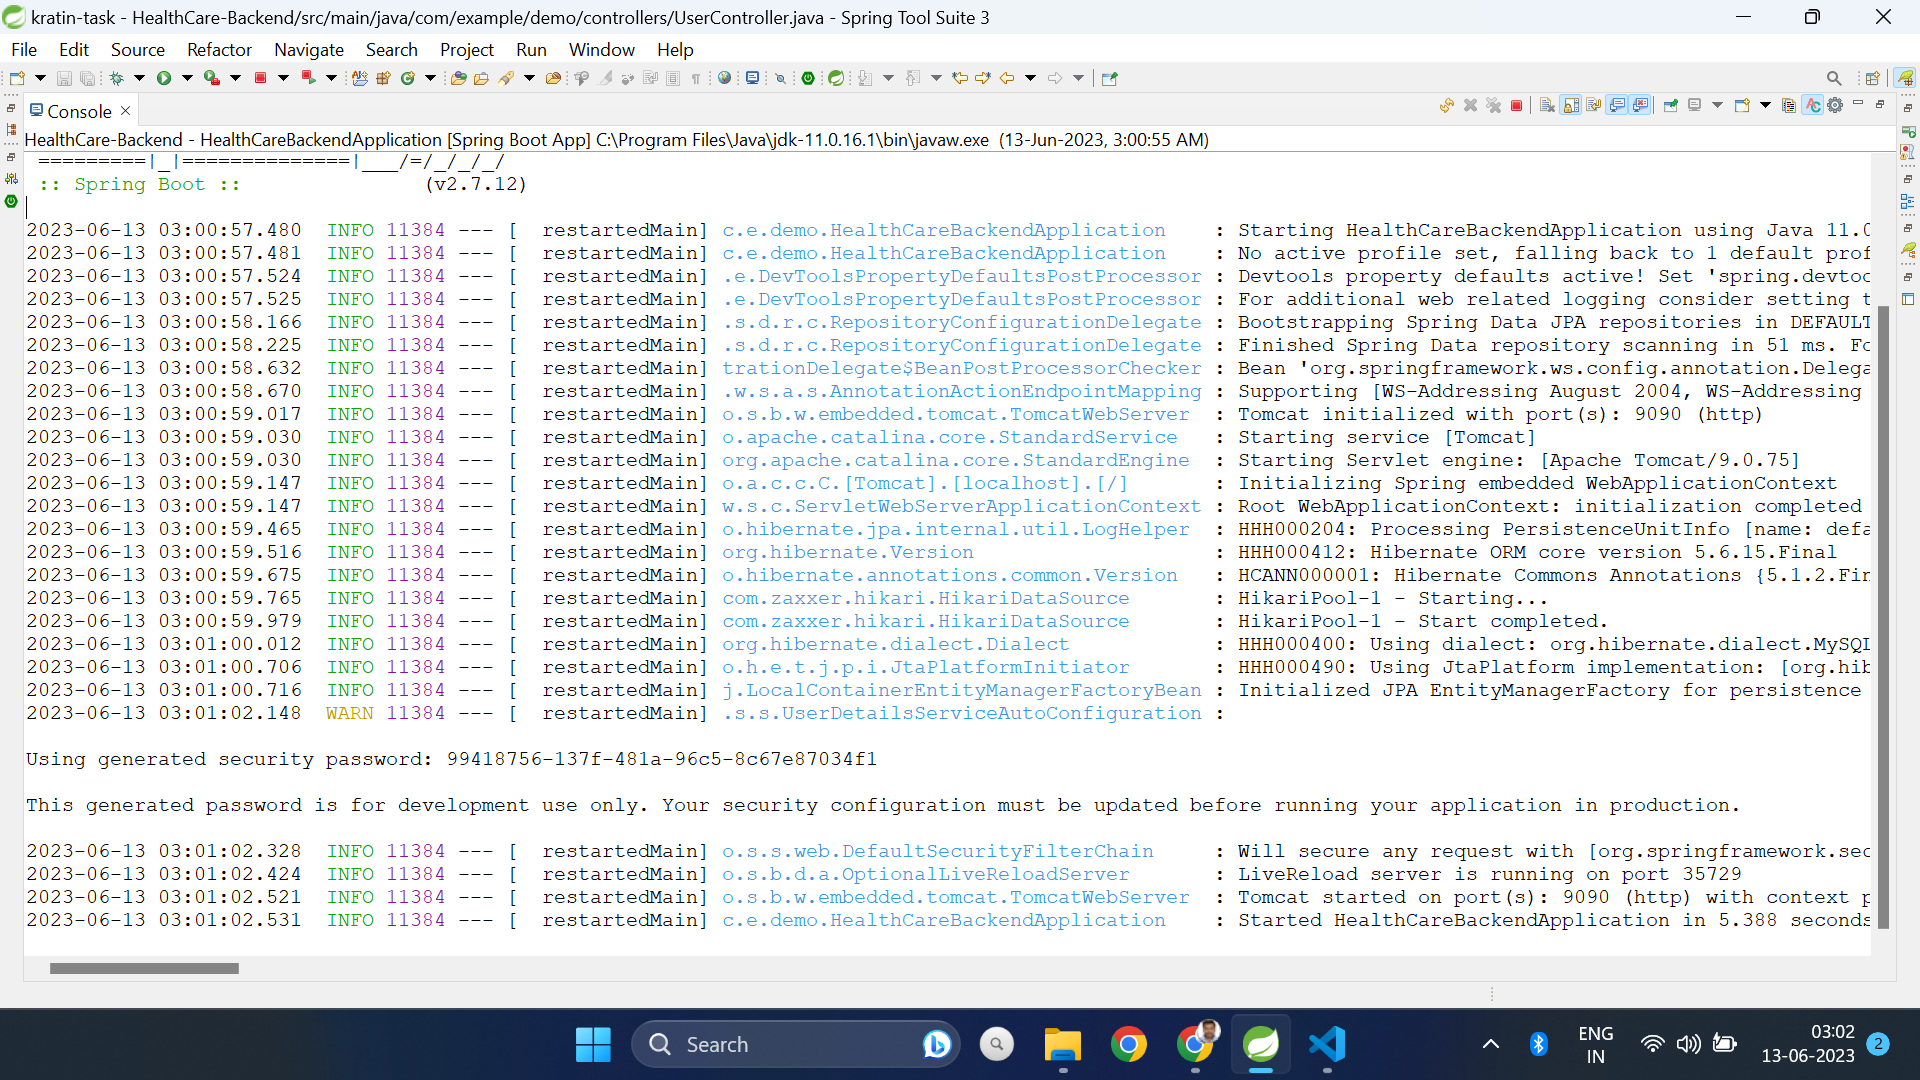 kratin-task - HealthCare-Backend/src/main/java/com/example/demo/controllers/UserController.java - Spring Tool Suite 3
File Edit Source Refactor Navigate Search Project Run Window Help
Console
HealthCare-Backend - HealthCareBackendApplication [Spring Boot App] C:\Program Files\Java\jdk-11.0.16.1\bin\javaw.exe (13-Jun-2023, 3:00:55 AM)
=========|_|==============|___/=/_/_/_/
:: Spring Boot :: (v2.7.12)
2023-06-13 03:00:57.480 INFO 11384 --- [ restartedMain] c.e.demo.HealthCareBackendApplication : Starting HealthCareBackendApplication using Java 11.0
2023-06-13 03:00:57.481 INFO 11384 --- [ restartedMain] c.e.demo.HealthCareBackendApplication : No active profile set, falling back to 1 default prof
2023-06-13 03:00:57.524 INFO 11384 --- [ restartedMain] .e.DevToolsPropertyDefaultsPostProcessor : Devtools property defaults active! Set 'spring.devtoo
2023-06-13 03:00:57.525 INFO 11384 --- [ restartedMain] .e.DevToolsPropertyDefaultsPostProcessor : For additional web related logging consider setting t
2023-06-13 03:00:58.166 INFO 11384 --- [ restartedMain] .s.d.r.c.RepositoryConfigurationDelegate : Bootstrapping Spring Data JPA repositories in DEFAULT
2023-06-13 03:00:58.225 INFO 11384 --- [ restartedMain] .s.d.r.c.RepositoryConfigurationDelegate : Finished Spring Data repository scanning in 51 ms. Fo
2023-06-13 03:00:58.632 INFO 11384 --- [ restartedMain] trationDelegate$BeanPostProcessorChecker : Bean 'org.springframework.ws.config.annotation.Delega
2023-06-13 03:00:58.670 INFO 11384 --- [ restartedMain] .w.s.a.s.AnnotationActionEndpointMapping : Supporting [WS-Addressing August 2004, WS-Addressing
2023-06-13 03:00:59.017 INFO 11384 --- [ restartedMain] o.s.b.w.embedded.tomcat.TomcatWebServer : Tomcat initialized with port(s): 9090 (http)
2023-06-13 03:00:59.030 INFO 11384 --- [ restartedMain] o.apache.catalina.core.StandardService : Starting service [Tomcat]
2023-06-13 03:00:59.030 INFO 11384 --- [ restartedMain] org.apache.catalina.core.StandardEngine : Starting Servlet engine: [Apache Tomcat/9.0.75]
2023-06-13 03:00:59.147 INFO 11384 --- [ restartedMain] o.a.c.c.C.[Tomcat].[localhost].[/] : Initializing Spring embedded WebApplicationContext
2023-06-13 03:00:59.147 INFO 11384 --- [ restartedMain] w.s.c.ServletWebServerApplicationContext : Root WebApplicationContext: initialization completed
2023-06-13 03:00:59.465 INFO 11384 --- [ restartedMain] o.hibernate.jpa.internal.util.LogHelper : HHH000204: Processing PersistenceUnitInfo [name: defa
2023-06-13 03:00:59.516 INFO 11384 --- [ restartedMain] org.hibernate.Version : HHH000412: Hibernate ORM core version 5.6.15.Final
2023-06-13 03:00:59.675 INFO 11384 --- [ restartedMain] o.hibernate.annotations.common.Version : HCANN000001: Hibernate Commons Annotations {5.1.2.Fin
2023-06-13 03:00:59.765 INFO 11384 --- [ restartedMain] com.zaxxer.hikari.HikariDataSource : HikariPool-1 - Starting...
2023-06-13 03:00:59.979 INFO 11384 --- [ restartedMain] com.zaxxer.hikari.HikariDataSource : HikariPool-1 - Start completed.
2023-06-13 03:01:00.012 INFO 11384 --- [ restartedMain] org.hibernate.dialect.Dialect : HHH000400: Using dialect: org.hibernate.dialect.MySQL
2023-06-13 03:01:00.706 INFO 11384 --- [ restartedMain] o.h.e.t.j.p.i.JtaPlatformInitiator : HHH000490: Using JtaPlatform implementation: [org.hib
2023-06-13 03:01:00.716 INFO 11384 --- [ restartedMain] j.LocalContainerEntityManagerFactoryBean : Initialized JPA EntityManagerFactory for persistence
2023-06-13 03:01:02.148 WARN 11384 --- [ restartedMain] .s.s.UserDetailsServiceAutoConfiguration :
Using generated security password: 99418756-137f-481a-96c5-8c67e87034f1
This generated password is for development use only. Your security configuration must be updated before running your application in production.
2023-06-13 03:01:02.328 INFO 11384 --- [ restartedMain] o.s.s.web.DefaultSecurityFilterChain : Will secure any request with [org.springframework.sec
2023-06-13 03:01:02.424 INFO 11384 --- [ restartedMain] o.s.b.d.a.OptionalLiveReloadServer : LiveReload server is running on port 35729
2023-06-13 03:01:02.521 INFO 11384 --- [ restartedMain] o.s.b.w.embedded.tomcat.TomcatWebServer : Tomcat started on port(s): 9090 (http) with context p
2023-06-13 03:01:02.531 INFO 11384 --- [ restartedMain] c.e.demo.HealthCareBackendApplication : Started HealthCareBackendApplication in 5.388 seconds
Search
ENG
IN
03:02
13-06-2023
2